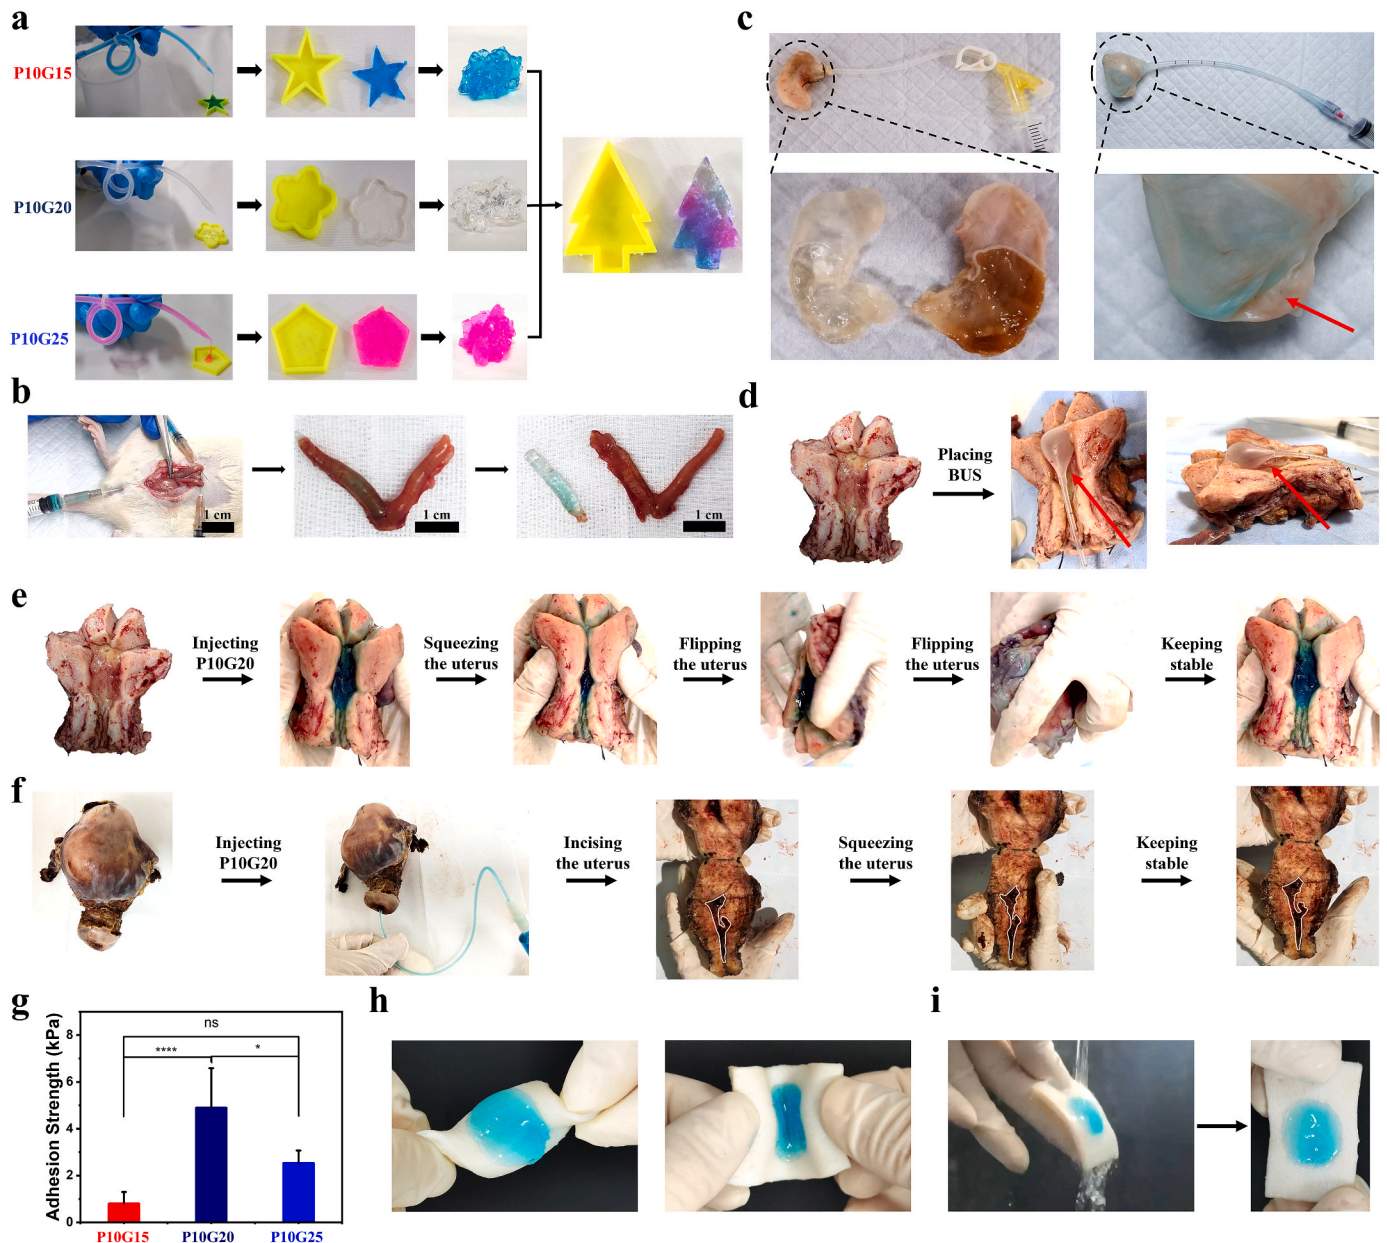 a
P10G15
P10G20
P10G25
b
1 cm
1 cm
1 cm
c
d
Placing
BUS
e
Injecting
P10G20
Squeezing
the uterus
Flipping
the uterus
Flipping
the uterus
Keeping
stable
f
Injecting
P10G20
Incising
the uterus
Squeezing
the uterus
Keeping
stable
g
Adhesion Strength (kPa)
8
6
4
2
0
ns
****
*
P10G15
P10G20
P10G25
h
i